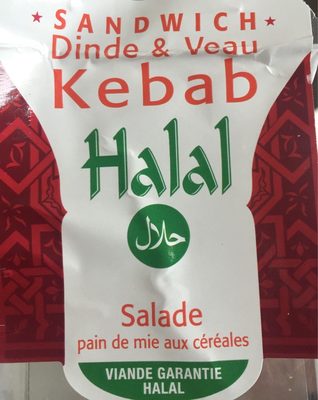 ★ SANDWICH ★
Dinde & Veau
Kebab
Halal
حلال
Salade
pain de mie aux céréales
VIANDE GARANTIE
HALAL